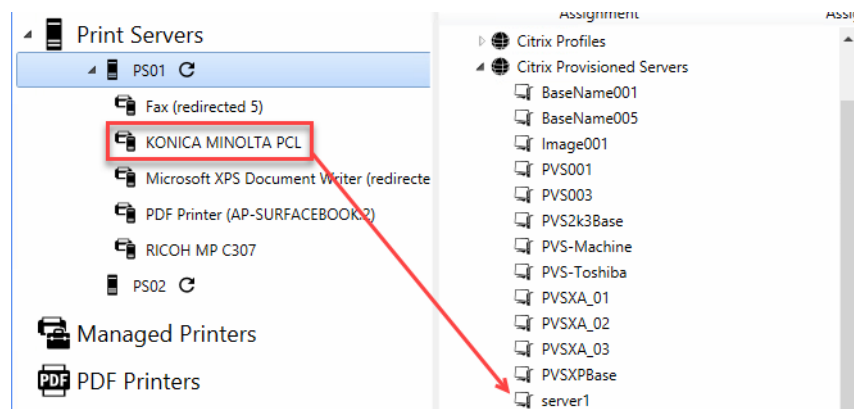 Print Servers
PS01
Fax (redirected 5)
KONICA MINOLTA PCL
Microsoft XPS Document Writer (redirecte
PDF Printer (AP-SURFACEBOOK:2)
RICOH MP C307
PS02
Managed Printers
PDF
PDF Printers
Assignment
Assig
Citrix Profiles
Citrix Provisioned Servers
BaseName001
BaseName005
Image001
PVS001
PVS003
PVS2k3Base
PVS-Machine
PVS-Toshiba
PVSXA_01
PVSXA_02
PVSXA_03
PVSXPBase
server1